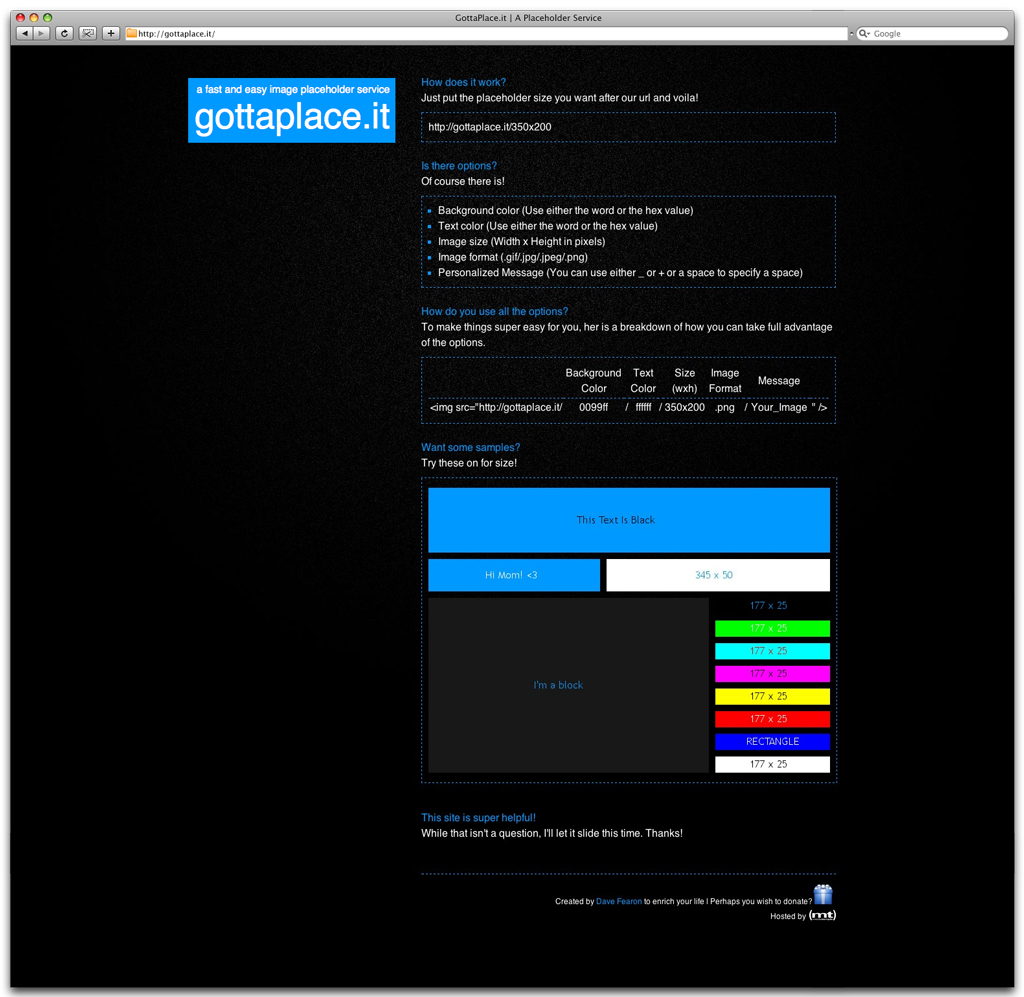 GottaPlace.it | A Placeholder Service
http://gottaplace.it/
Google
a fast and easy image placeholder service
gottaplace.it
How does it work?
Just put the placeholder size you want after our url and voila!
http://gottaplace.it/350x200
Is there options?
Of course there is!
Background color (Use either the word or the hex value)
Text color (Use either the word or the hex value)
Image size (Width x Height in pixels)
Image format (.gif/.jpg/.jpeg/.png)
Personalized Message (You can use either _ or + or a space to specify a space)
How do you use all the options?
To make things super easy for you, her is a breakdown of how you can take full advantage
of the options.
Background Text Size Image Message
Color Color (wxh) Format
<img src="http://gottaplace.it/ 0099ff / ffffff / 350x200 .png / Your_Image " />
Want some samples?
Try these on for size!
This Text Is Black
Hi Mom! <3
345 x 50
I'm a block
177 x 25
177 x 25
177 x 25
177 x 25
177 x 25
177 x 25
RECTANGLE
177 x 25
This site is super helpful!
While that isn't a question, I'll let it slide this time. Thanks!
Created by Dave Fearon to enrich your life | Perhaps you wish to donate?
Hosted by (mt)